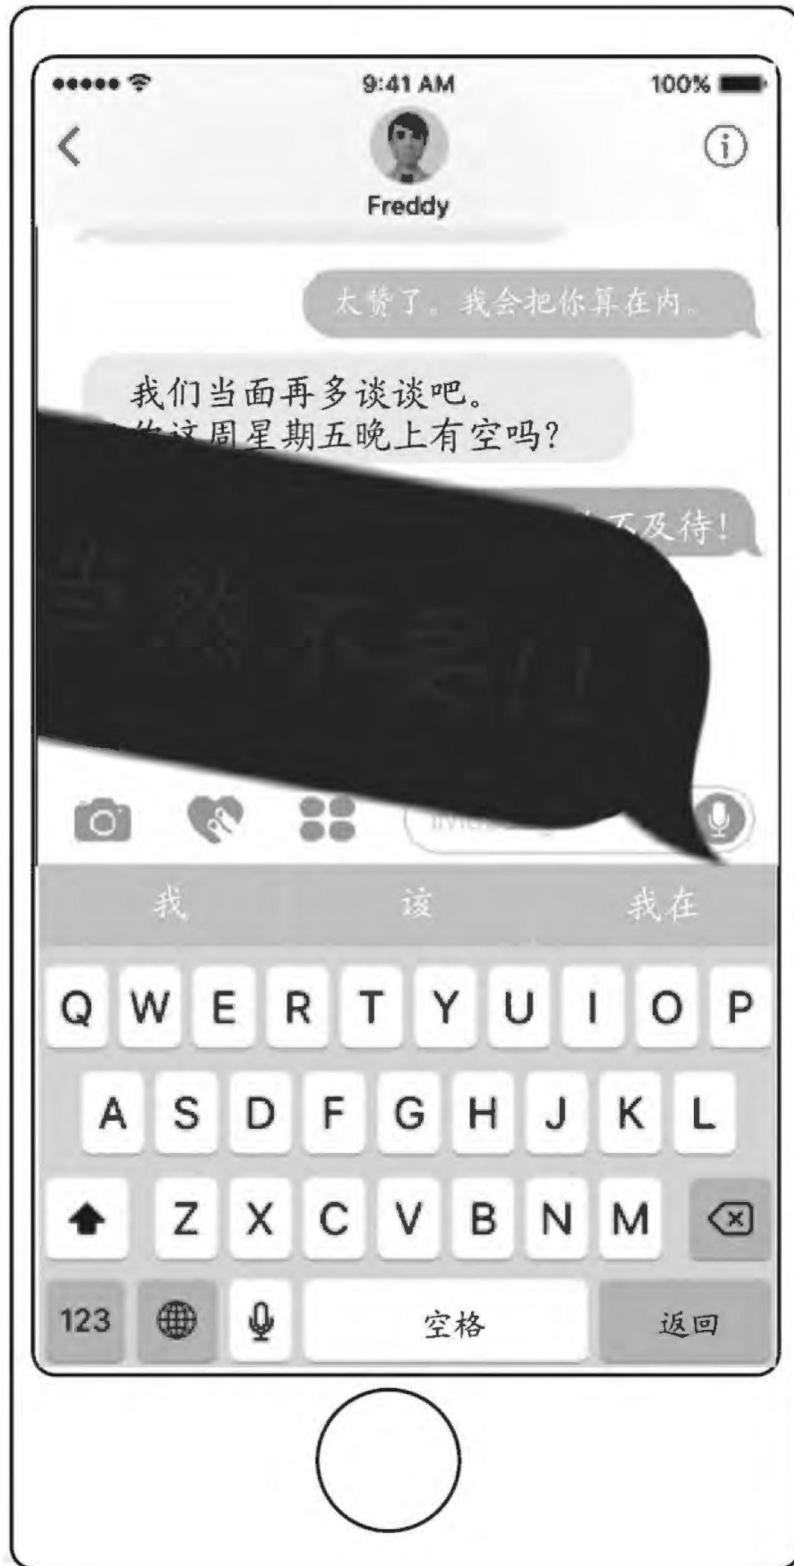 9:41 AM
100%
Freddy
太赞了。我会把你算在内。
我们当面再多谈谈吧。
你这周星期五晚上有空吗?
不及待!
当然不是!!
我 该 我在
Q W E R T Y U I O P
A S D F G H J K L
Z X C V B N M
123 空格 返回